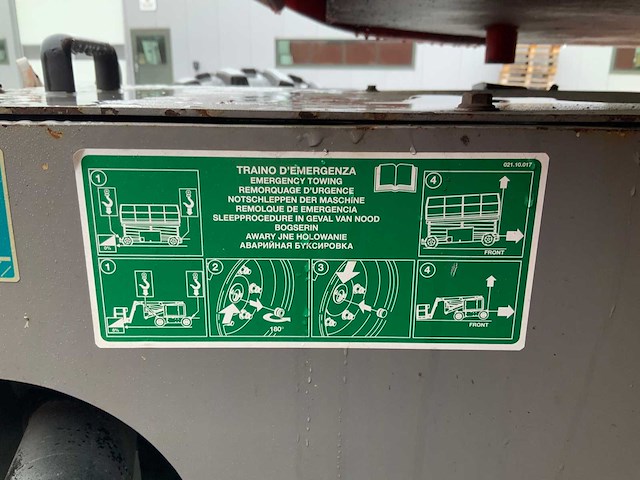 021.10.017
1
TRAINO D'EMERGENZA
EMERGENCY TOWING
REMORQUAGE D'URGENCE
NOTSCHLEPPEN DER MASCHINE
REMOLQUE DE EMERGENCIA
SLEEPPROCEDURE IN GEVAL VAN NOOD
BOGSERIN
AWARY JNE HOLOWANIE
АВАРИЙНАЯ БУКСИРОВКА
4
FRONT
1
2
180°
3
4
FRONT